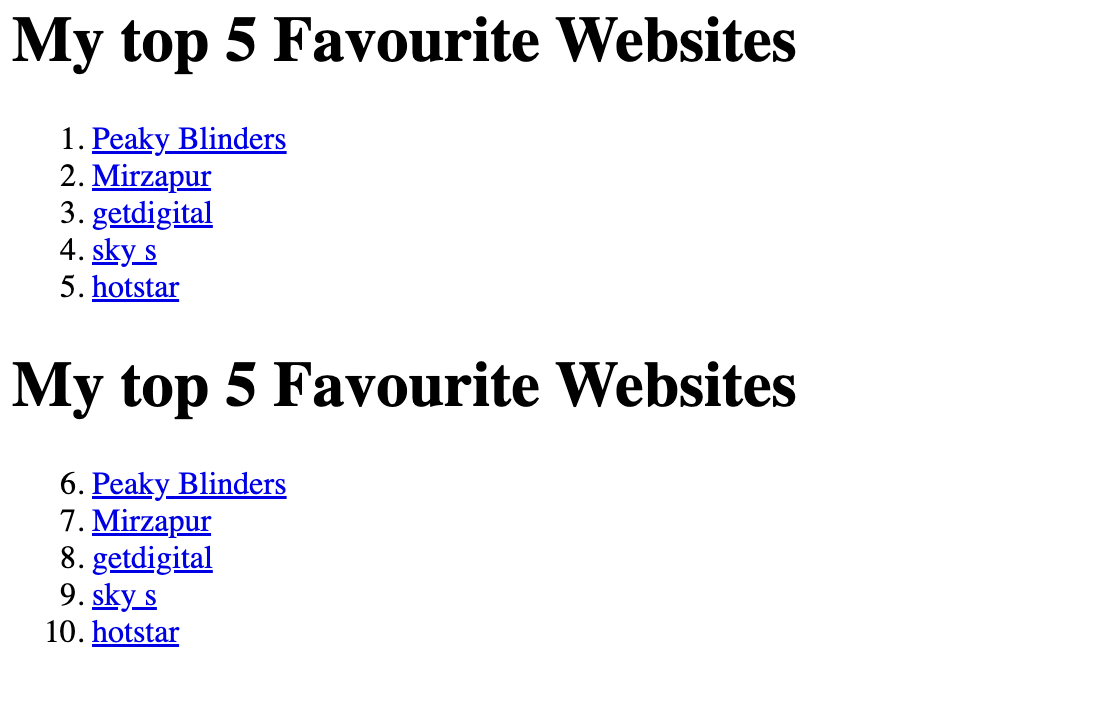 My top 5 Favourite Websites
1. Peaky Blinders
2. Mirzapur
3. getdigital
4. sky s
5. hotstar
My top 5 Favourite Websites
6. Peaky Blinders
7. Mirzapur
8. getdigital
9. sky s
10. hotstar